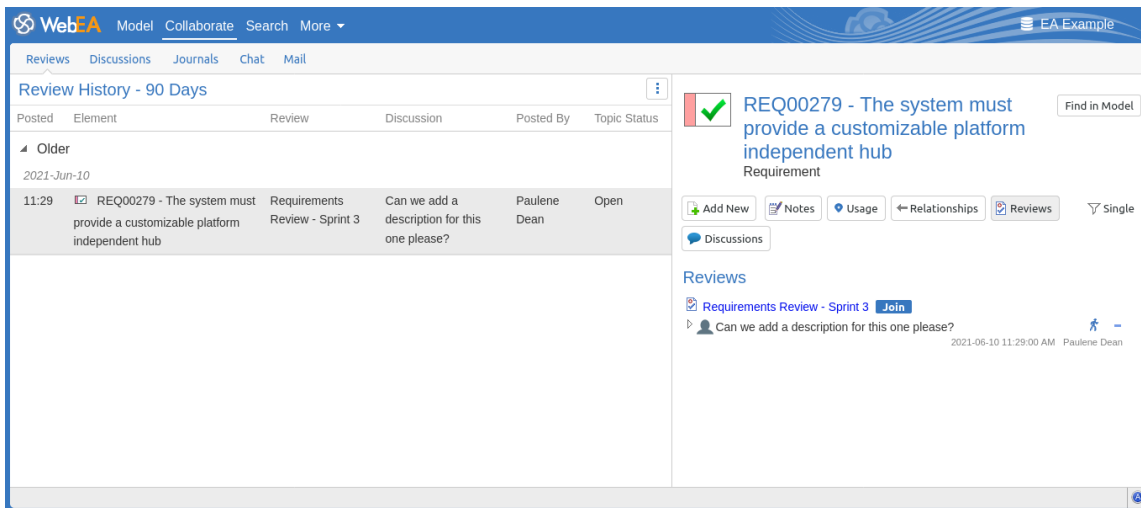 WebEA Model Collaborate Search More EA Example
Reviews Discussions Journals Chat Mail
Review History - 90 Days
Posted Element Review Discussion Posted By Topic Status
Older
2021-Jun-10
11:29 REQ00279 - The system must provide a customizable platform independent hub Requirements Review - Sprint 3 Can we add a description for this one please? Paulene Dean Open
REQ00279 - The system must
provide a customizable platform
independent hub
Requirement
Find in Model
Add New Notes Usage Relationships Reviews Single
Discussions
Reviews
Requirements Review - Sprint 3 Join
Can we add a description for this one please?
2021-06-10 11:29:00 AM Paulene Dean